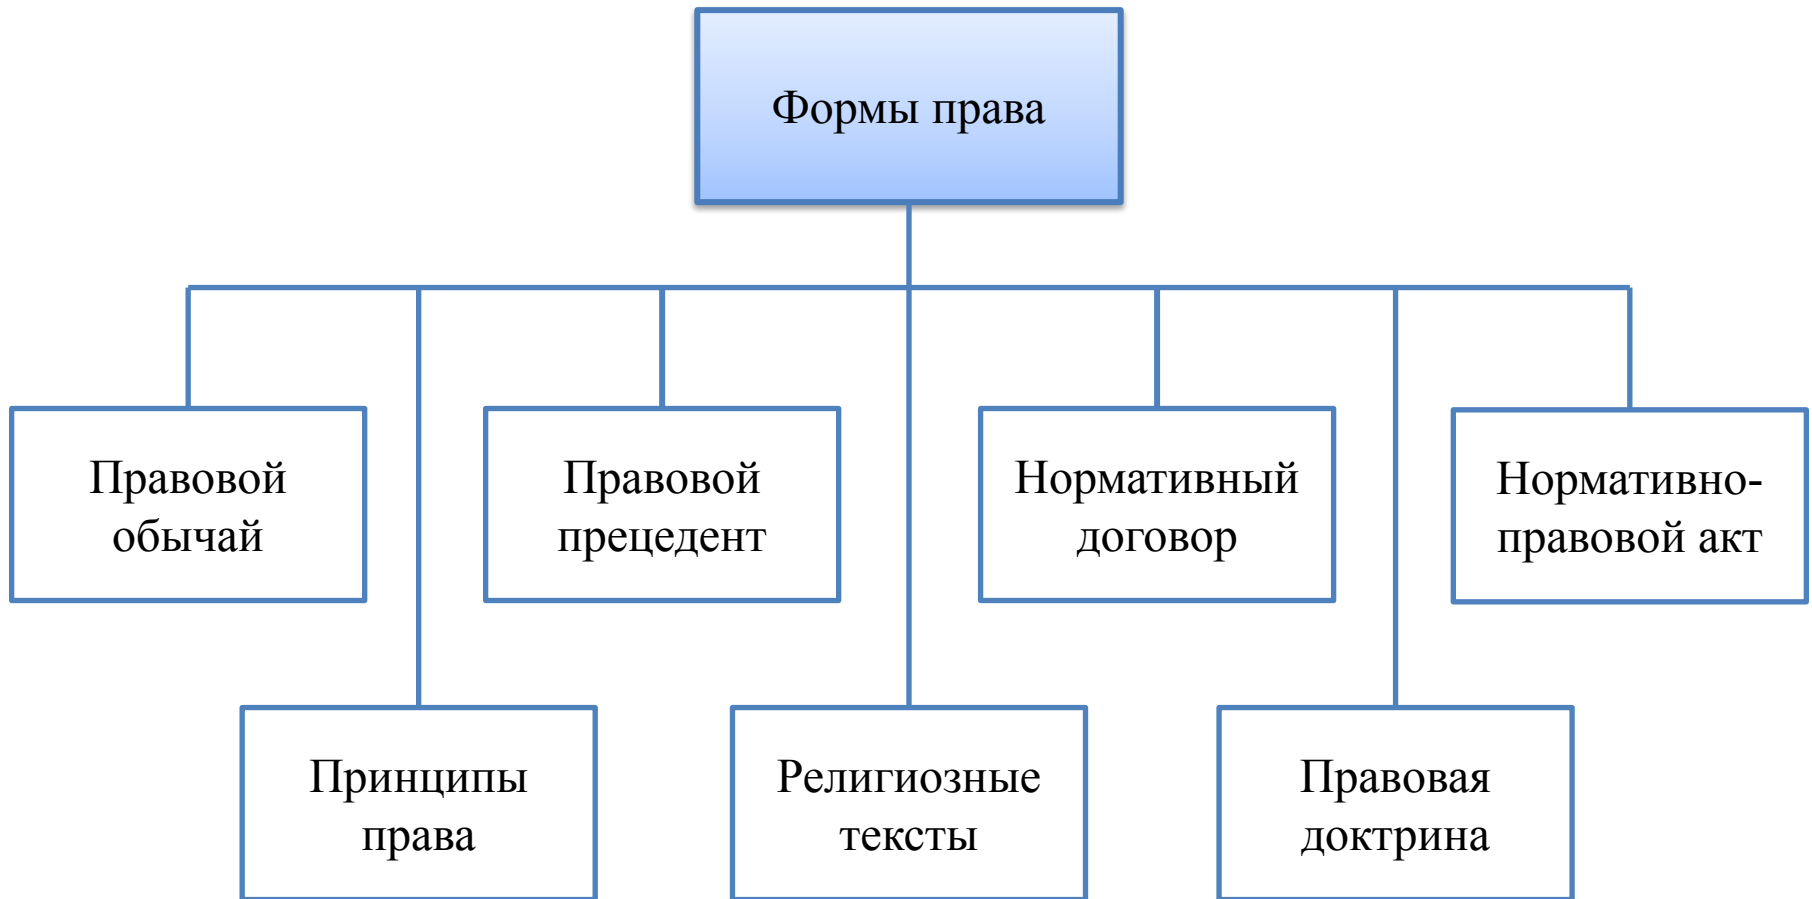 Формы права
Правовой
обычай
Правовой
прецедент
Нормативный
договор
Нормативно-
правовой акт
Принципы
права
Религиозные
тексты
Правовая
доктрина